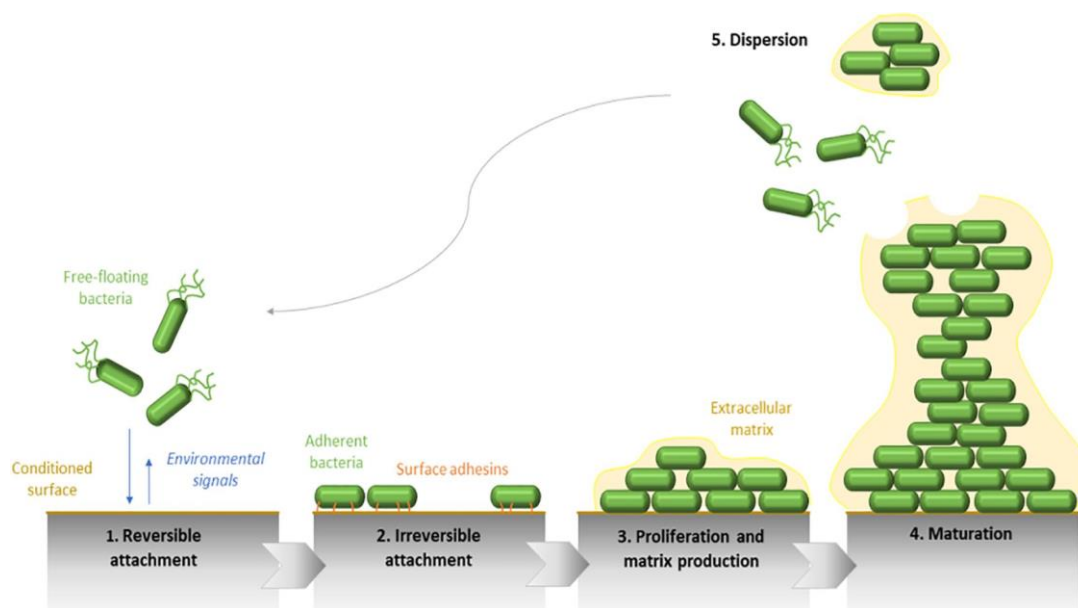 5. Dispersion
Free-floating
bacteria
Conditioned
surface
Environmental
signals
Adherent
bacteria
Surface adhesins
Extracellular
matrix
1. Reversible
attachment
2. Irreversible
attachment
3. Proliferation and
matrix production
4. Maturation